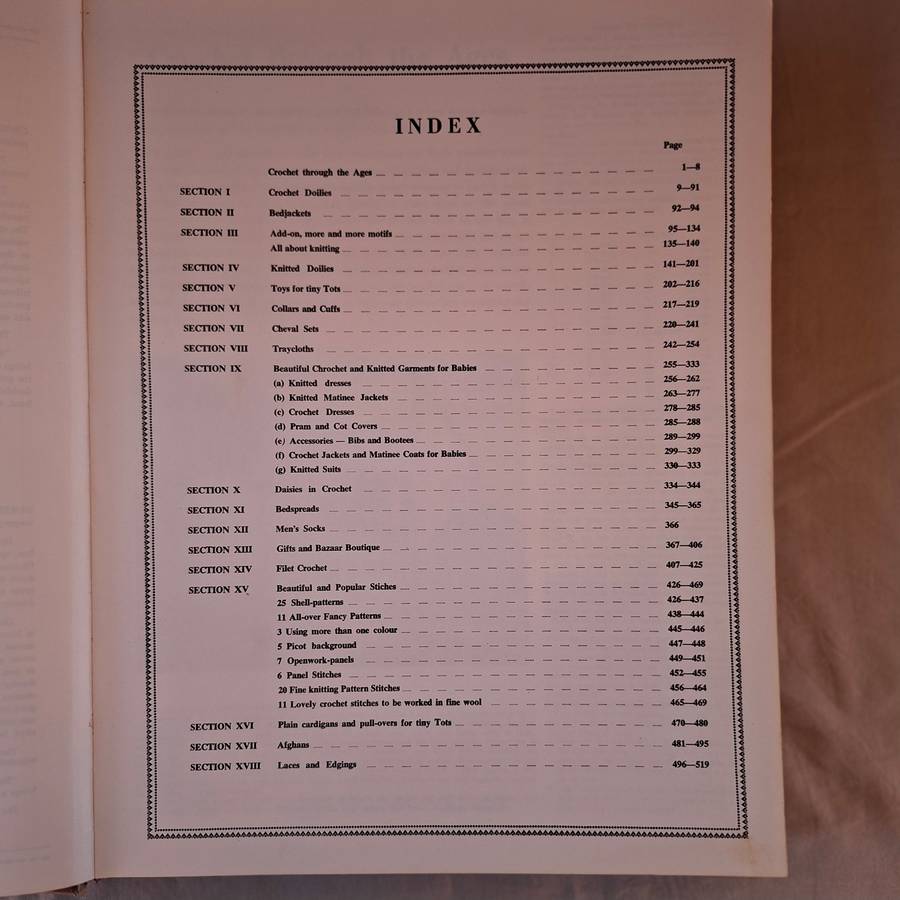 INDEX
Page
Crochet through the Ages 1—8
SECTION I Crochet Doilies 9—91
SECTION II Bedjackets 92—94
SECTION III Add-on, more and more motifs 95—134
All about knitting 135—140
SECTION IV Knitted Doilies 141—201
SECTION V Toys for tiny Tots 202—216
SECTION VI Collars and Cuffs 217—219
SECTION VII Cheval Sets 220—241
SECTION VIII Traycloths 242—254
SECTION IX Beautiful Chrochet and Knitted Garments for Babies 255—333
(a) Knitted dresses 256—262
(b) Knitted Matinee Jackets 263—277
(c) Crochet Dresses 278—285
(d) Pram and Cot Covers 285—288
(e) Accessories — Bibs and Bootees 289—299
(f) Crochet Jackets and Matinee Coats for Babies 299—329
(g) Knitted Suits 330—333
SECTION X Daisies in Crochet 334—344
SECTION XI Bedspreads 345—365
SECTION XII Men's Socks 366
SECTION XIII Gifts and Bazaar Boutique 367—406
SECTION XIV Filet Crochet 407—425
SECTION XV Beautiful and Popular Stiches 426—469
25 Shell-patterns 426—437
11 All-over Fancy Patterns 438—444
3 Using more than one colour 445—446
5 Picot background 447—448
7 Openwork-panels 449—451
6 Panel Stitches 452—455
20 Fine knitting Pattern Stitches 456—464
11 Lovely crochet stitches to be worked in fine wool 465—469
SECTION XVI Plain cardigans and pull-overs for tiny Tots 470—480
SECTION XVII Afghans 481—495
SECTION XVIII Laces and Edgings 496—519